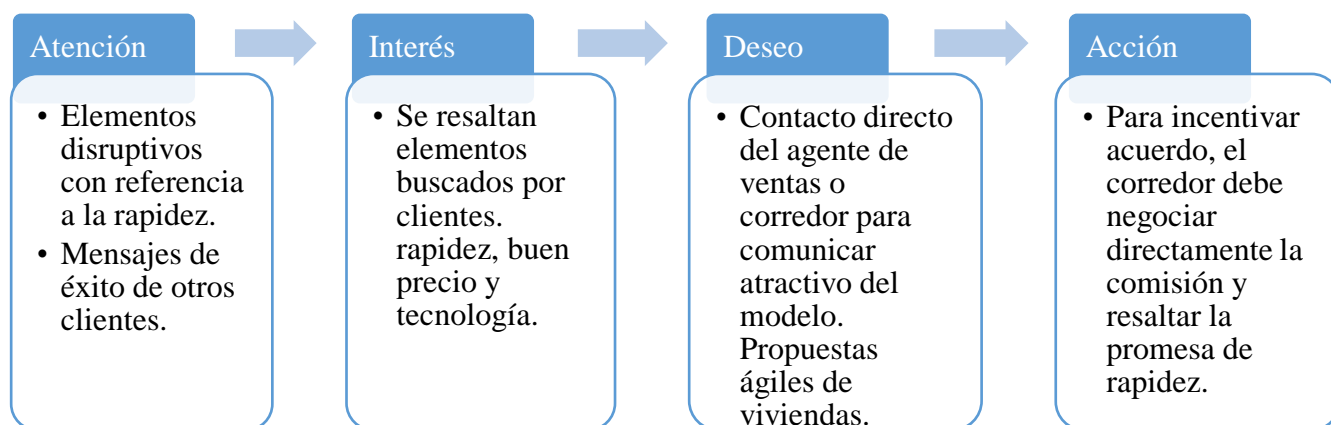 Atención
• Elementos
disruptivos
con referencia
a la rapidez.
• Mensajes de
éxito de otros
clientes.
Interés
• Se resaltan
elementos
buscados por
clientes.
rapidez, buen
precio y
tecnología.
Deseo
• Contacto directo
del agente de
ventas o
corredor para
comunicar
atractivo del
modelo.
Propuestas
ágiles de
viviendas.
Acción
• Para incentivar
acuerdo, el
corredor debe
negociar
directamente la
comisión y
resaltar la
promesa de
rapidez.